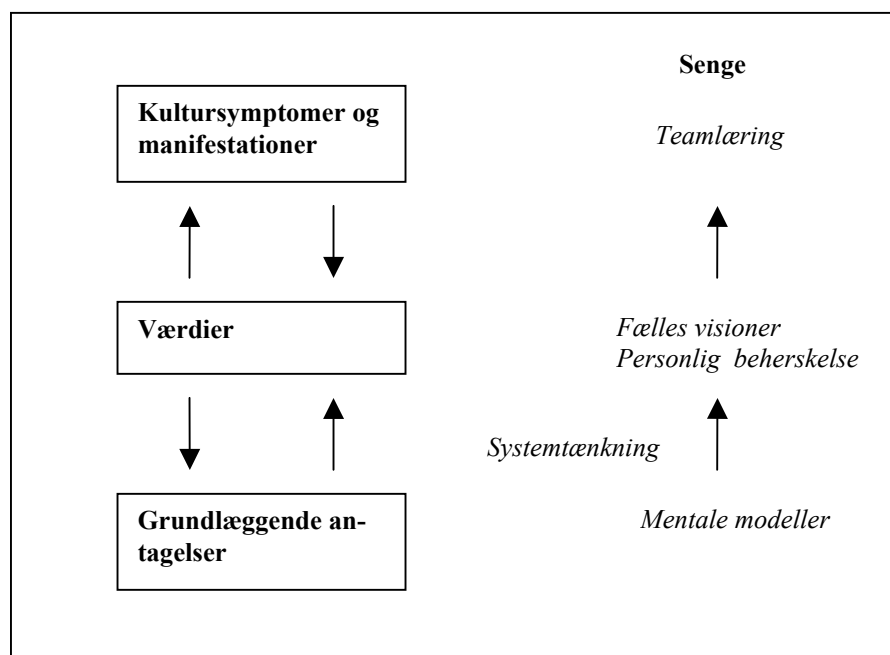 Senge
Kultursymptomer og
manifestationer
Teamlæring
Værdier
Fælles visioner
Personlig beherskelse
Systemtænkning
Grundlæggende an-
tagelser
Mentale modeller